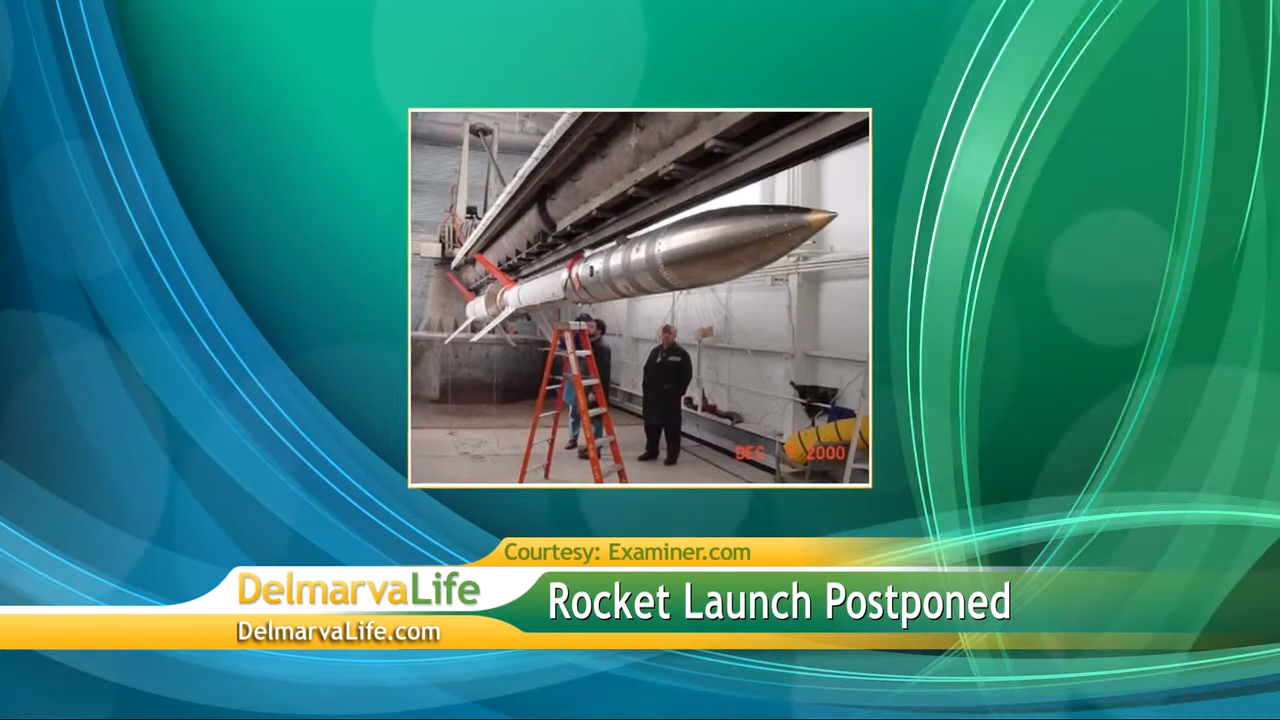 DEC 2000
Courtesy: Examiner.com
DelmarvaLife
Rocket Launch Postponed
DelmarvaLife.com